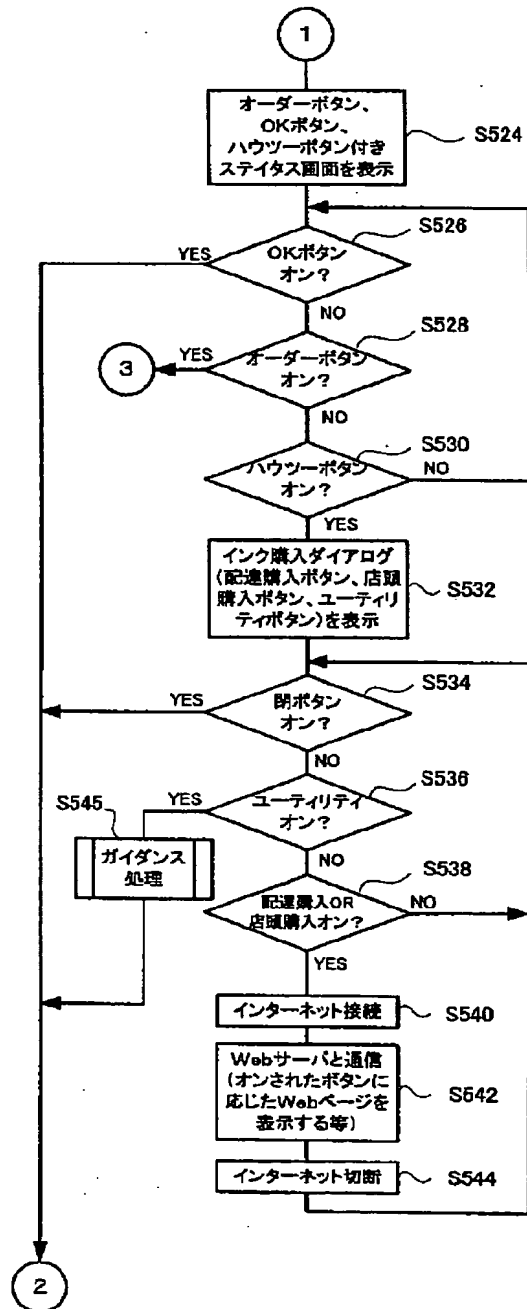 1
オーダーボタン、
OKボタン、
ハウツーボタン付き
ステイタス画面を表示
S524
S526
YES
OKボタン
オン?
NO
S528
3
YES
オーダーボタン
オン?
NO
S530
ハウツーボタン
オン?
NO
YES
インク購入ダイアログ
(配達購入ボタン、店頭
購入ボタン、ユーティリ
ティボタン)を表示
S532
S534
YES
閉ボタン
オン?
NO
S536
S545
YES
ユーティリティ
オン?
ガイダンス
処理
NO
S538
配達購入OR
店頭購入オン?
NO
YES
インターネット接続
S540
Webサーバと通信
(オンされたボタンに
応じたWebページを
表示する等)
S542
インターネット切断
S544
2